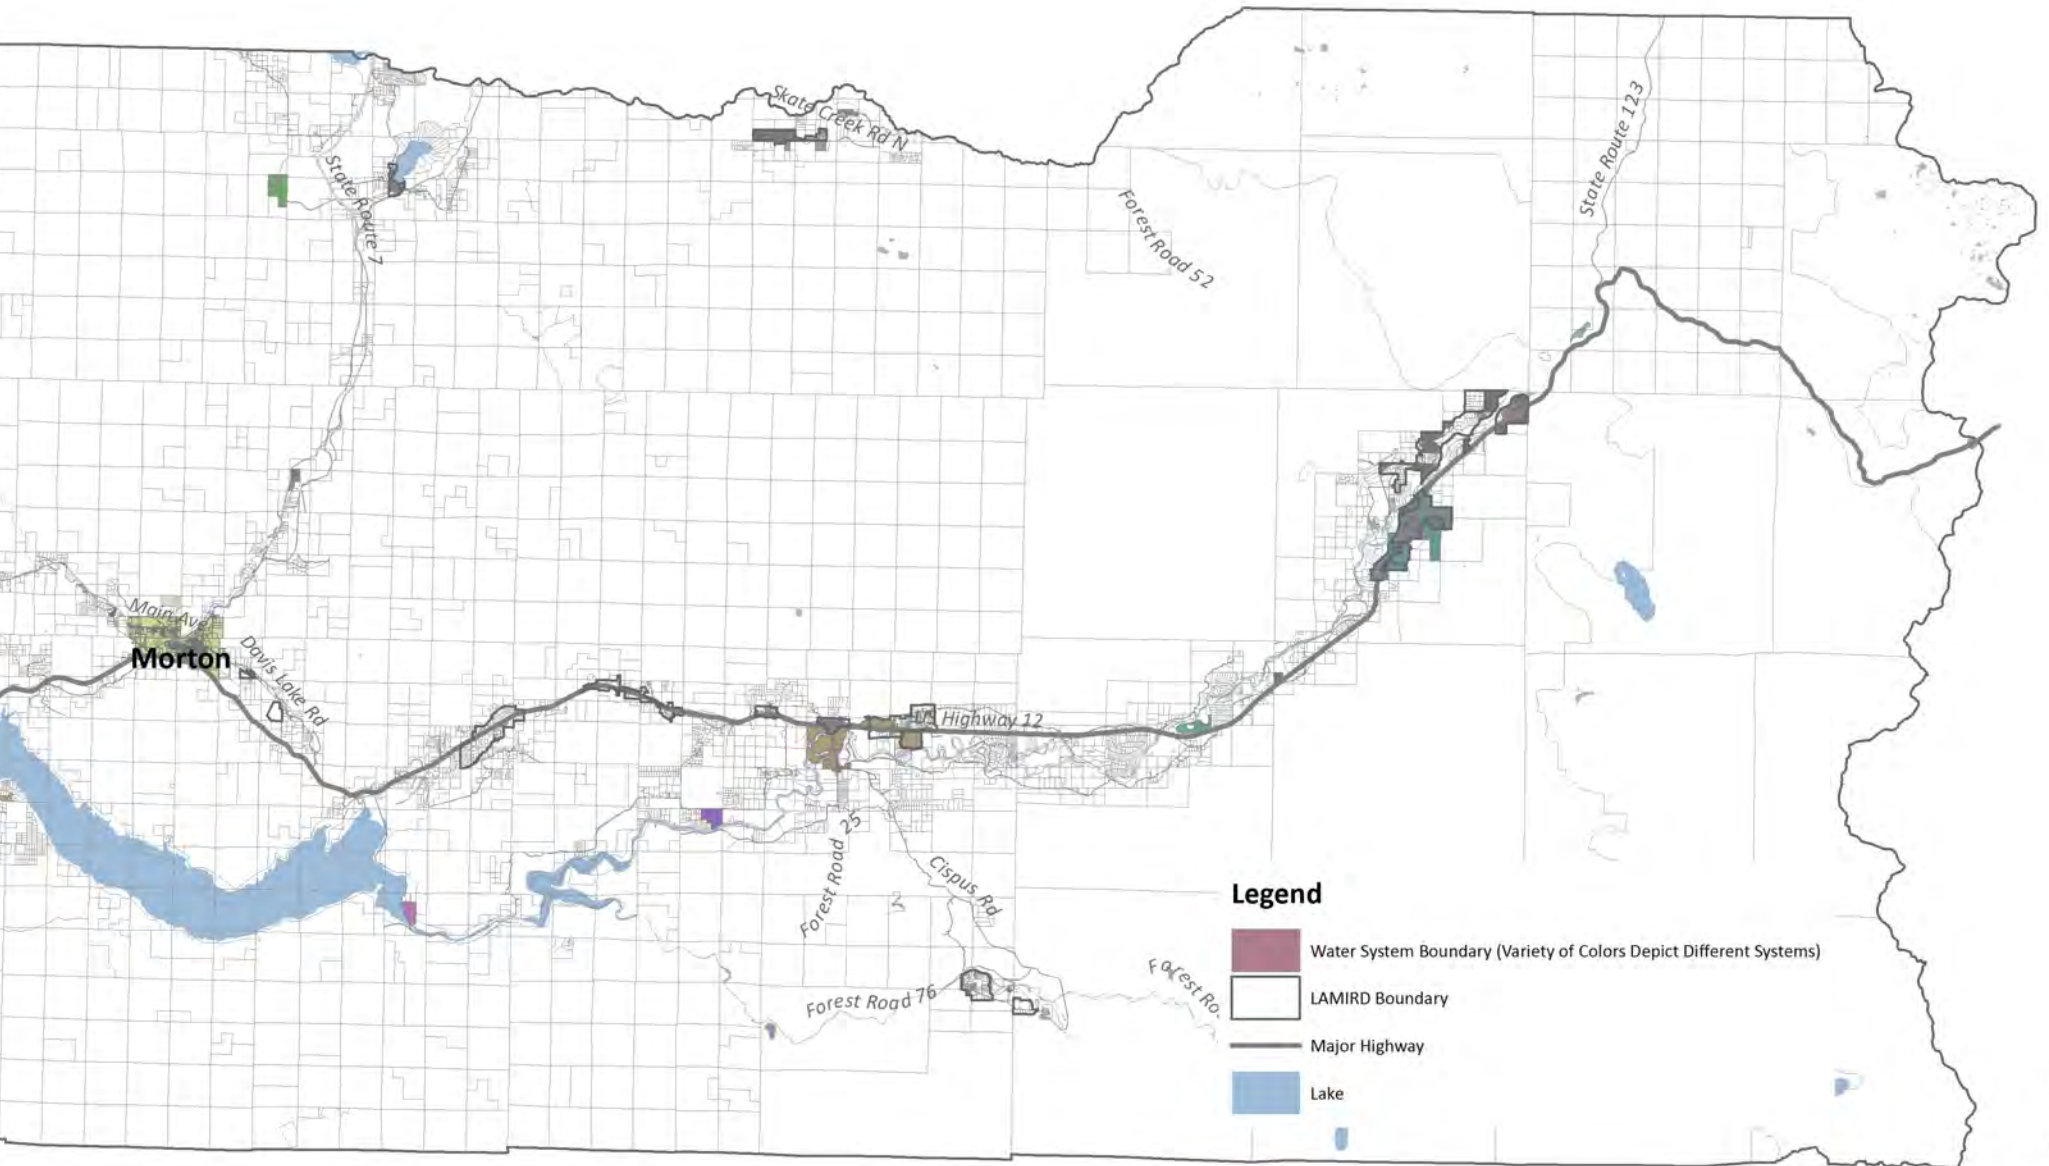 Skate Creek Rd N
State Route 123
State Route 7
Forest Road 52
Main Ave
Morton
Davis Lake Rd
US Highway 12
Forest Road 25
Cispus Rd
Forest Road 76
Forest Ro
Legend
Water System Boundary (Variety of Colors Depict Different Systems)
LAMIRD Boundary
Major Highway
Lake